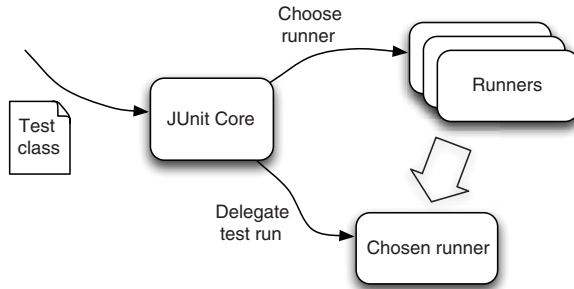 Choose
runner
Test
class
JUnit Core
Runners
Delegate
test run
Chosen runner